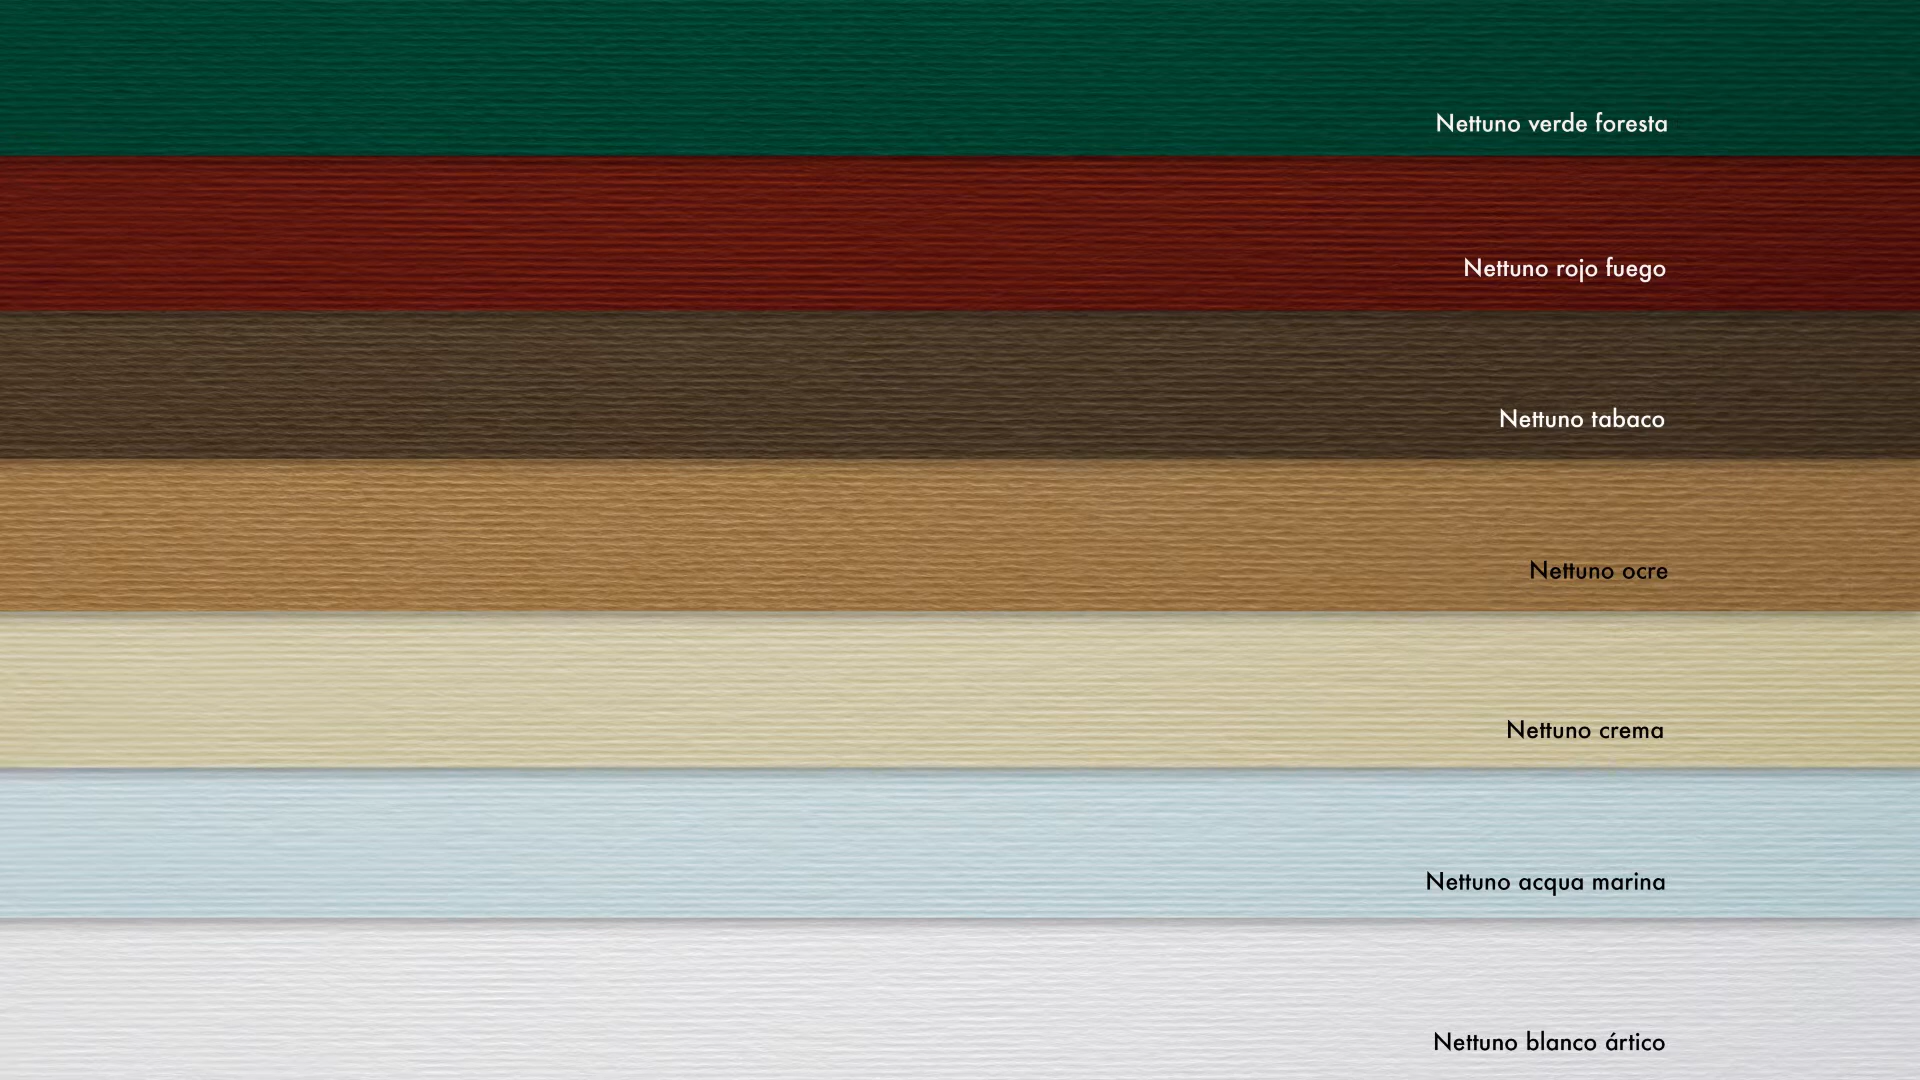 Nettuno verde foresta
Nettuno rojo fuego
Nettuno tabaco
Nettuno ocre
Nettuno crema
Nettuno acqua marina
Nettuno blanco ártico